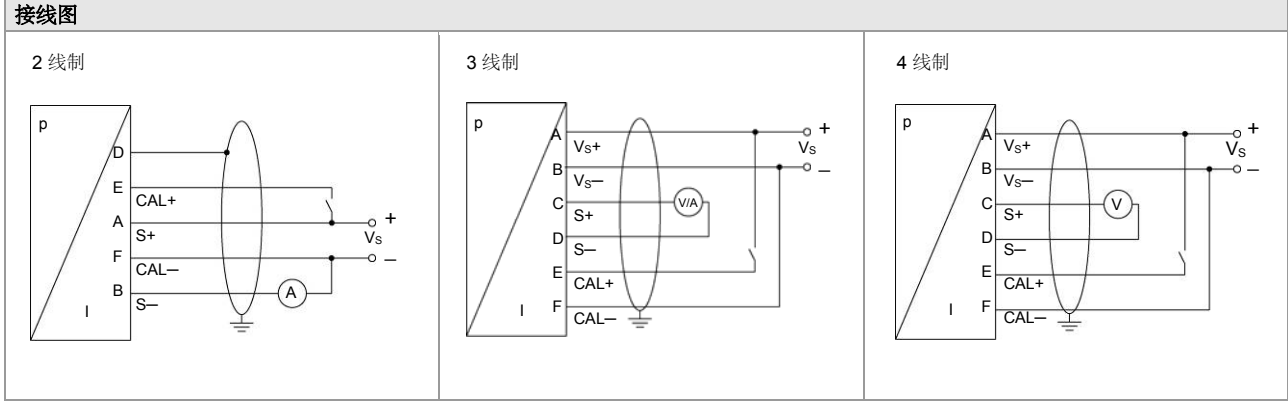 接线图
2 线制
p
D
E
CAL+
A
S+
+
Vs
F
CAL−
−
B
S−
A
I
3 线制
p
A
Vs+
+
Vs
B
Vs−
−
C
S+
V/A
D
S−
E
CAL+
F
CAL−
I
4 线制
p
A
Vs+
+
Vs
B
Vs−
−
C
S+
V
D
S−
E
CAL+
F
CAL−
I